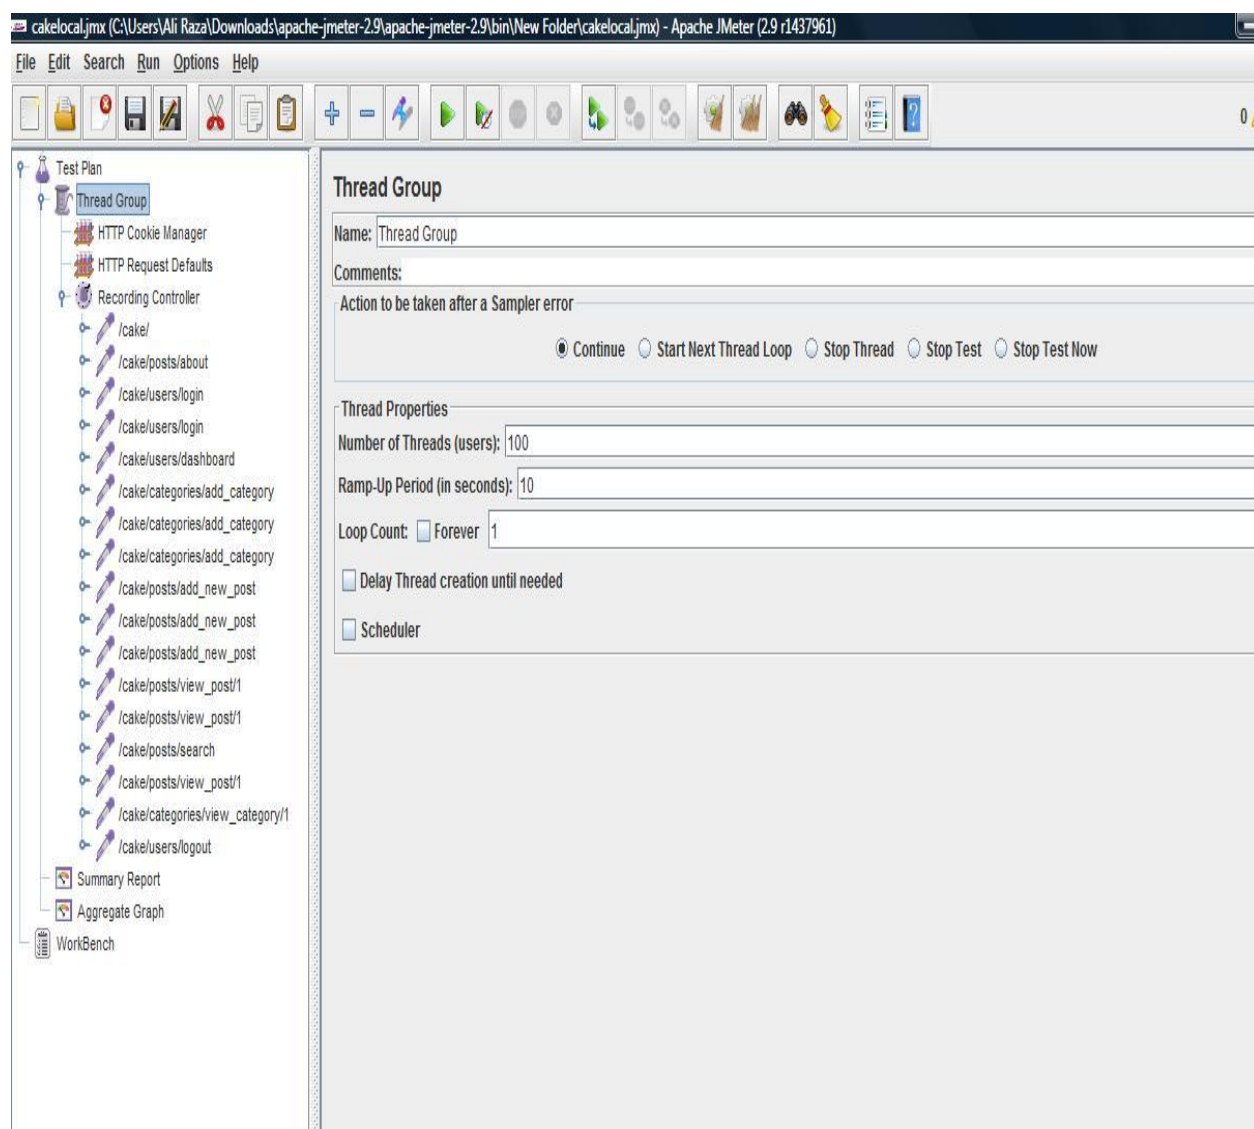 cakelocal.jmx (C:\Users\Ali Raza\Downloads\apache-jmeter-2.9\apache-jmeter-2.9\bin\New Folder\cakelocal.jmx) - Apache JMeter (2.9 r1437961)
File Edit Search Run Options Help
0
Test Plan
Thread Group
HTTP Cookie Manager
HTTP Request Defaults
Recording Controller
/cake/
/cake/posts/about
/cake/users/login
/cake/users/login
/cake/users/dashboard
/cake/categories/add_category
/cake/categories/add_category
/cake/categories/add_category
/cake/posts/add_new_post
/cake/posts/add_new_post
/cake/posts/add_new_post
/cake/posts/view_post/1
/cake/posts/view_post/1
/cake/posts/search
/cake/posts/view_post/1
/cake/categories/view_category/1
/cake/users/logout
Summary Report
Aggregate Graph
WorkBench
Thread Group
Name: Thread Group
Comments:
Action to be taken after a Sampler error
Continue Start Next Thread Loop Stop Thread Stop Test Stop Test Now
Thread Properties
Number of Threads (users): 100
Ramp-Up Period (in seconds): 10
Loop Count: Forever 1
Delay Thread creation until needed
Scheduler